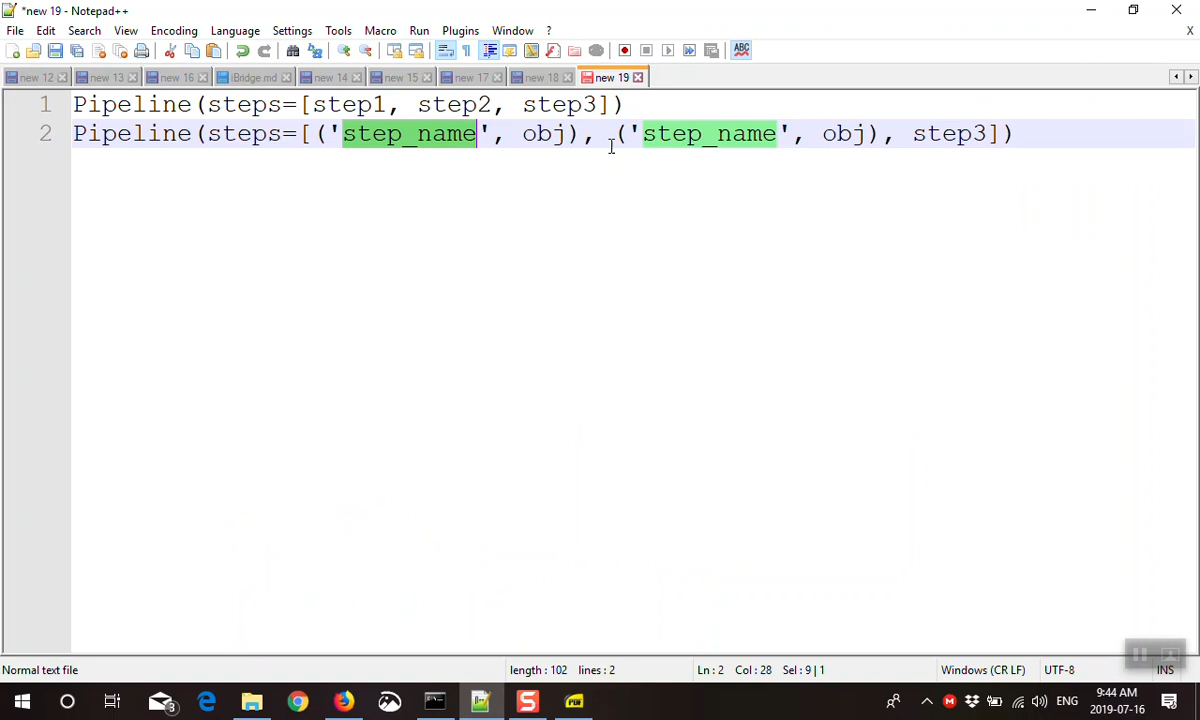 *new 19 - Notepad++
File Edit Search View Encoding Language Settings Tools Macro Run Plugins Window ? X
new 12 new 13 new 16 iBridge.md new 14 new 15 new 17 new 18 new 19
1 Pipeline(steps=[step1, step2, step3])
2 Pipeline(steps=[('step_name', obj), ('step_name', obj), step3])
Normal text file length : 102 lines : 2 Ln : 2 Col : 28 Sel : 9 | 1 Windows (CR LF) UTF-8 INS
3 ENG 9:44 AM
2019-07-16